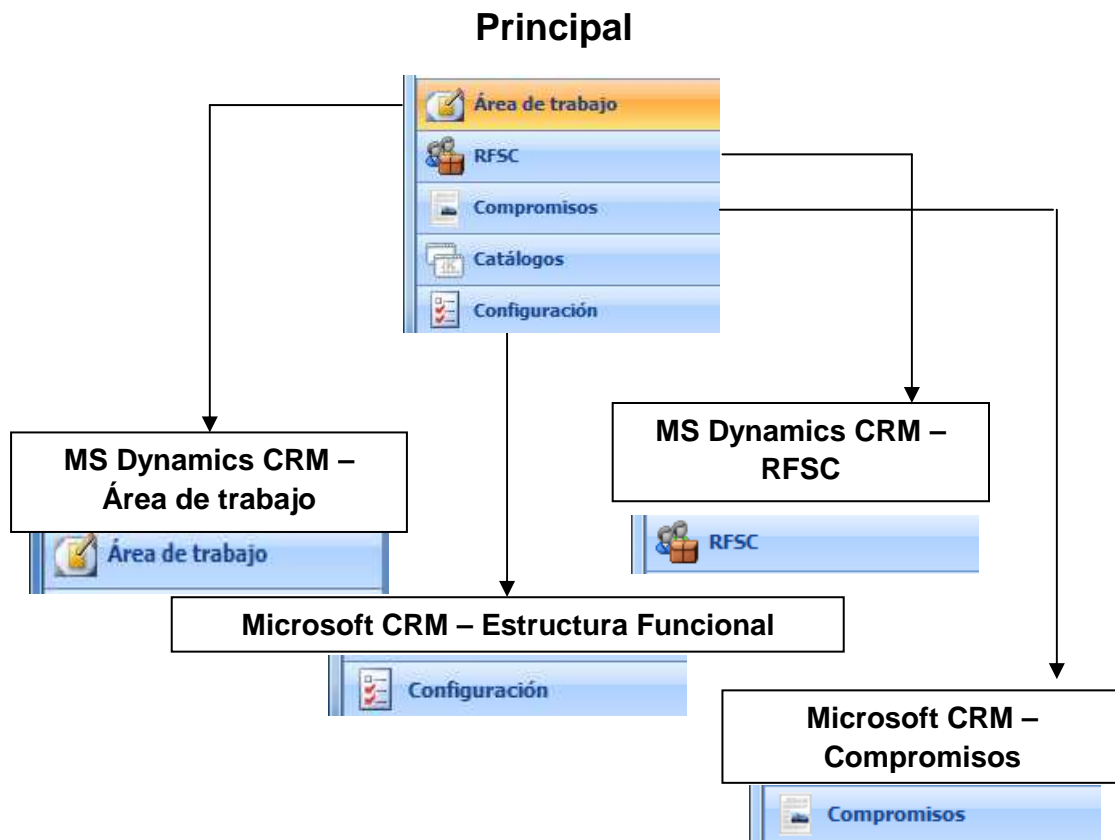 Principal
Área de trabajo
RFSC
Compromisos
Catálogos
Configuración
MS Dynamics CRM –
Área de trabajo
Área de trabajo
MS Dynamics CRM –
RFSC
RFSC
Microsoft CRM – Estructura Funcional
Configuración
Microsoft CRM –
Compromisos
Compromisos